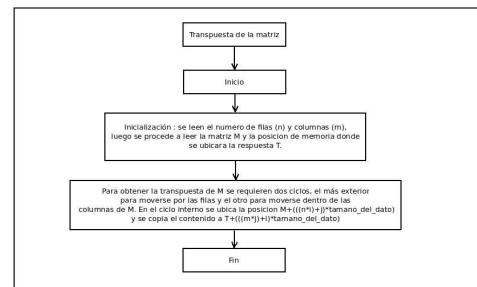 Transpuesta de la matriz
Inicio
Inicialización : se leen el numero de filas (n) y columnas (m),
luego se procede a leer la matriz M y la posicion de memoria donde
se ubicara la respuesta T.
Para obtener la transpuesta de M se requieren dos ciclos, el más exterior
para moverse por las filas y el otro para moverse dentro de las
columnas de M. En el ciclo interno se ubica la posicion M+(((n*i)+j)*tamano_del_dato)
y se copia el contenido a T+(((m*j)+i)*tamano_del_dato)
Fin